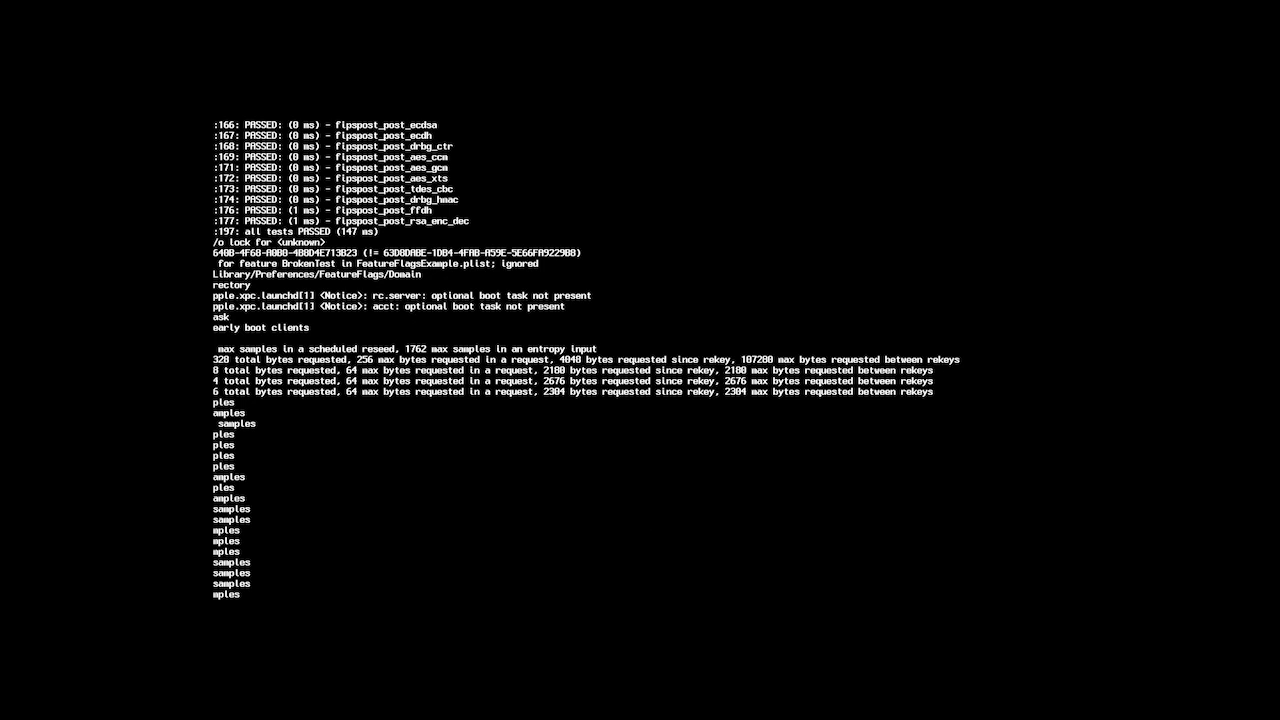 :166: PASSED: (0 ms) - fipspost_post_ecdsa
:167: PASSED: (0 ms) - fipspost_post_ecdh
:168: PASSED: (0 ms) - fipspost_post_drbg_ctr
:169: PASSED: (0 ms) - fipspost_post_aes_ccm
:171: PASSED: (0 ms) - fipspost_post_aes_gcm
:172: PASSED: (0 ms) - fipspost_post_aes_xts
:173: PASSED: (0 ms) - fipspost_post_tdes_cbc
:174: PASSED: (0 ms) - fipspost_post_drbg_hmac
:176: PASSED: (1 ms) - fipspost_post_ffdh
:177: PASSED: (1 ms) - fipspost_post_rsa_enc_dec
:197: all tests PASSED (147 ms)
/o lock for <unknown>
640B-4F68-A0B0-4B8D4E713B23 (!= 63D8DABE-1DB4-4FAB-A59E-5E66FA9229B8)
for feature BrokenTest in FeatureFlagsExample.plist; ignored
Library/Preferences/FeatureFlags/Domain
rectory
pple.xpc.launchd[1] <Notice>: rc.server: optional boot task not present
pple.xpc.launchd[1] <Notice>: acct: optional boot task not present
ask
early boot clients
max samples in a scheduled reseed, 1762 max samples in an entropy input
320 total bytes requested, 256 max bytes requested in a request, 4048 bytes requested since rekey, 107280 max bytes requested between rekeys
8 total bytes requested, 64 max bytes requested in a request, 2180 bytes requested since rekey, 2180 max bytes requested between rekeys
4 total bytes requested, 64 max bytes requested in a request, 2676 bytes requested since rekey, 2676 max bytes requested between rekeys
6 total bytes requested, 64 max bytes requested in a request, 2304 bytes requested since rekey, 2304 max bytes requested between rekeys
ples
amples
samples
ples
ples
ples
ples
amples
ples
amples
samples
samples
mples
mples
mples
samples
samples
samples
mples